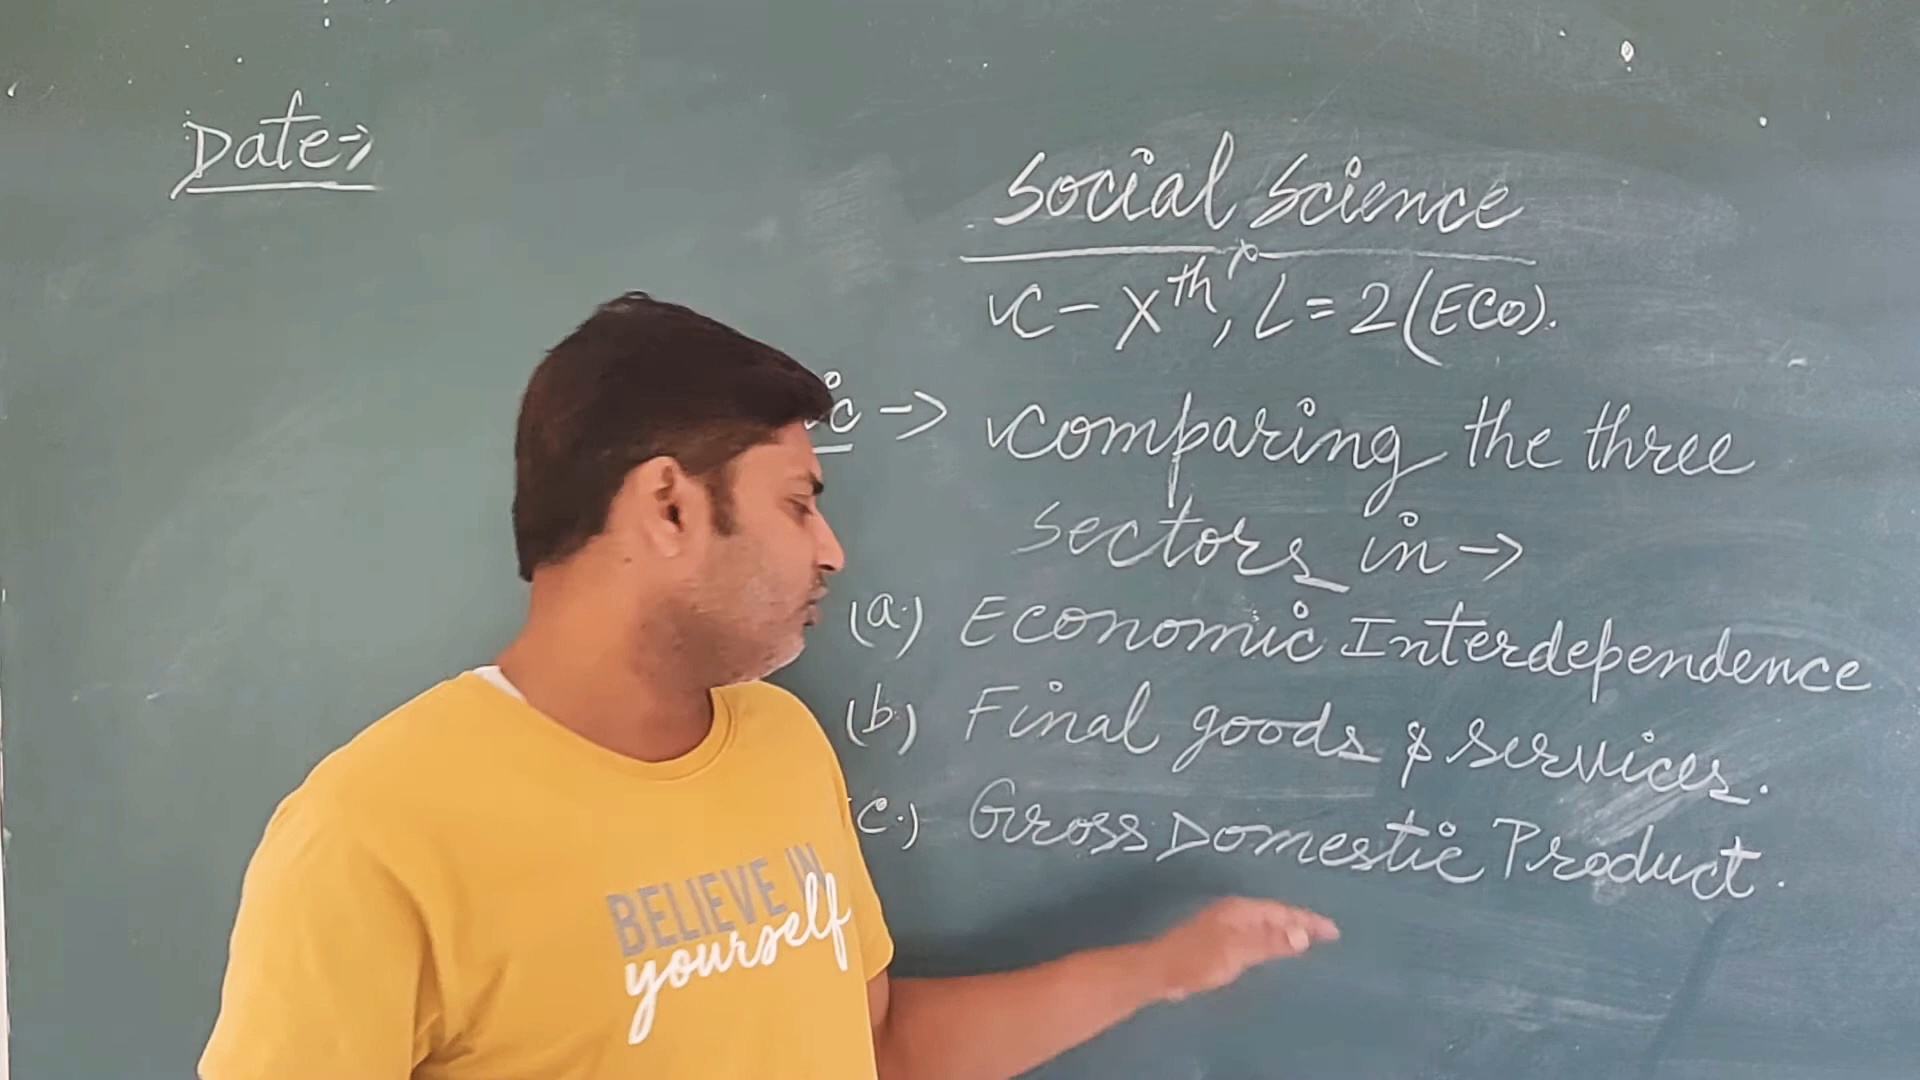 Date->
Social Science
C - Xth, L = 2 (ECO).
ic -> Comparing the three
Sectors in ->
(a.) Economic Interdependence
(b.) Final goods & services.
(c.) Gross Domestic Product.
BELIEVE IN
yourself